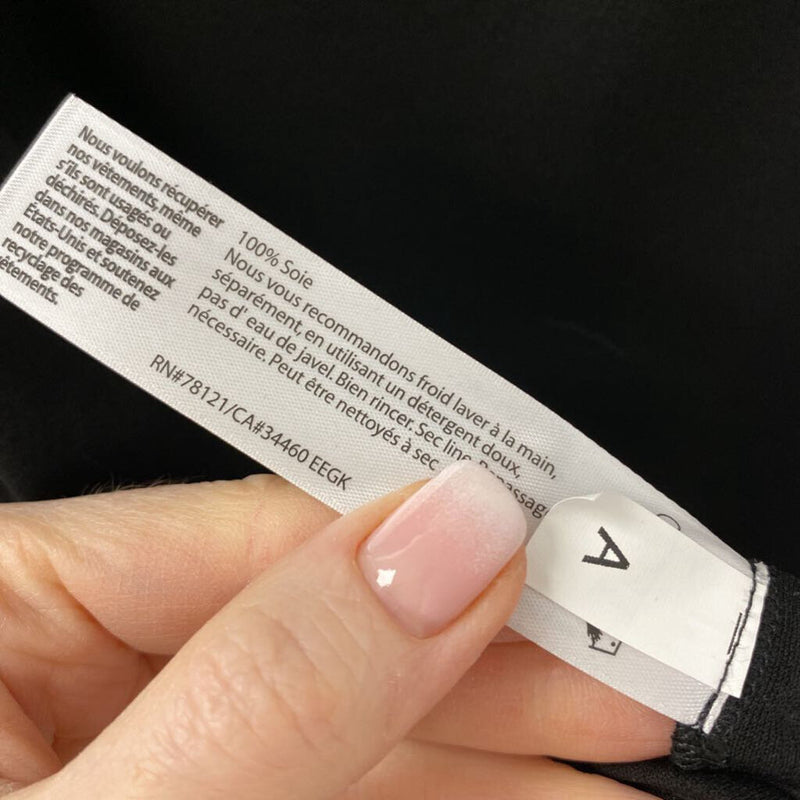 Nous voulons récupérer
nos vêtements, même
s'ils sont usagés ou
déchirés. Déposez les
dans nos magasins aux
États-Unis et soutenez
notre programme de
recyclage des
êtements.
100% Soie
Nous vous recommandons froid laver à la main,
séparément, en utilisant un détergent doux,
pas d' eau de javel. Bien rincer. Sec line.
nécessaire. Peut être nettoyés à sec
RN#78121/CA#34460 EEGK
A